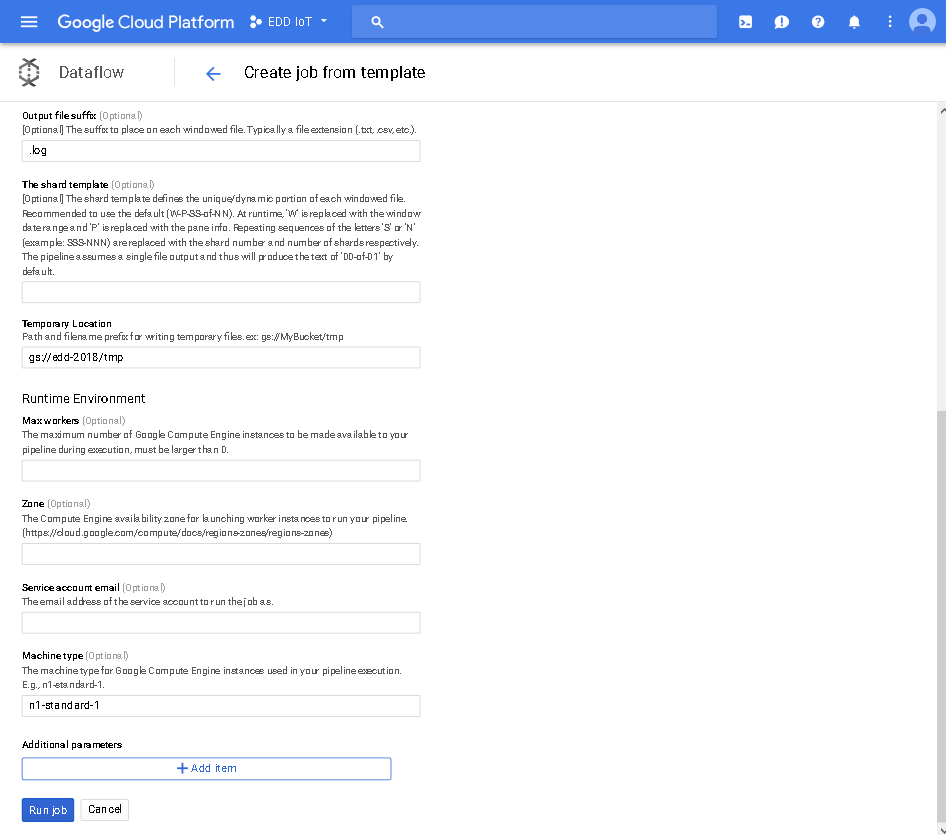 Google Cloud Platform EDD IoT
Dataflow
Create job from template
Output file suffix (Optional)
[Optional] The suffix to place on each windowed file. Typically a file extension (.txt, .csv, etc.).
.log
The shard template (Optional)
[Optional] The shard template defines the unique/dynamic portion of each windowed file.
Recommended to use the default (W-P-SS-of-NN). At runtime, 'W' is replaced with the window
date range and 'P' is replaced with the pane info. Repeating sequences of the letters 'S' or 'N'
(example: SSS-NNN) are replaced with the shard number and number of shards respectively.
The pipeline assumes a single file output and thus will produce the text of '00-of-01' by
default.
Temporary Location
Path and filename prefix for writing temporary files. ex: gs://MyBucket/tmp
gs://edd-2018/tmp
Runtime Environment
Max workers (Optional)
The maximum number of Google Compute Engine instances to be made available to your
pipeline during execution, must be larger than 0.
Zone (Optional)
The Compute Engine availability zone for launching worker instances to run your pipeline.
(https://cloud.google.com/compute/docs/regions-zones/regions-zones)
Service account email (Optional)
The email address of the service account to run the job as.
Machine type (Optional)
The machine type for Google Compute Engine instances used in your pipeline execution.
E.g., n1-standard-1.
n1-standard-1
Additional parameters
+ Add item
Run job Cancel